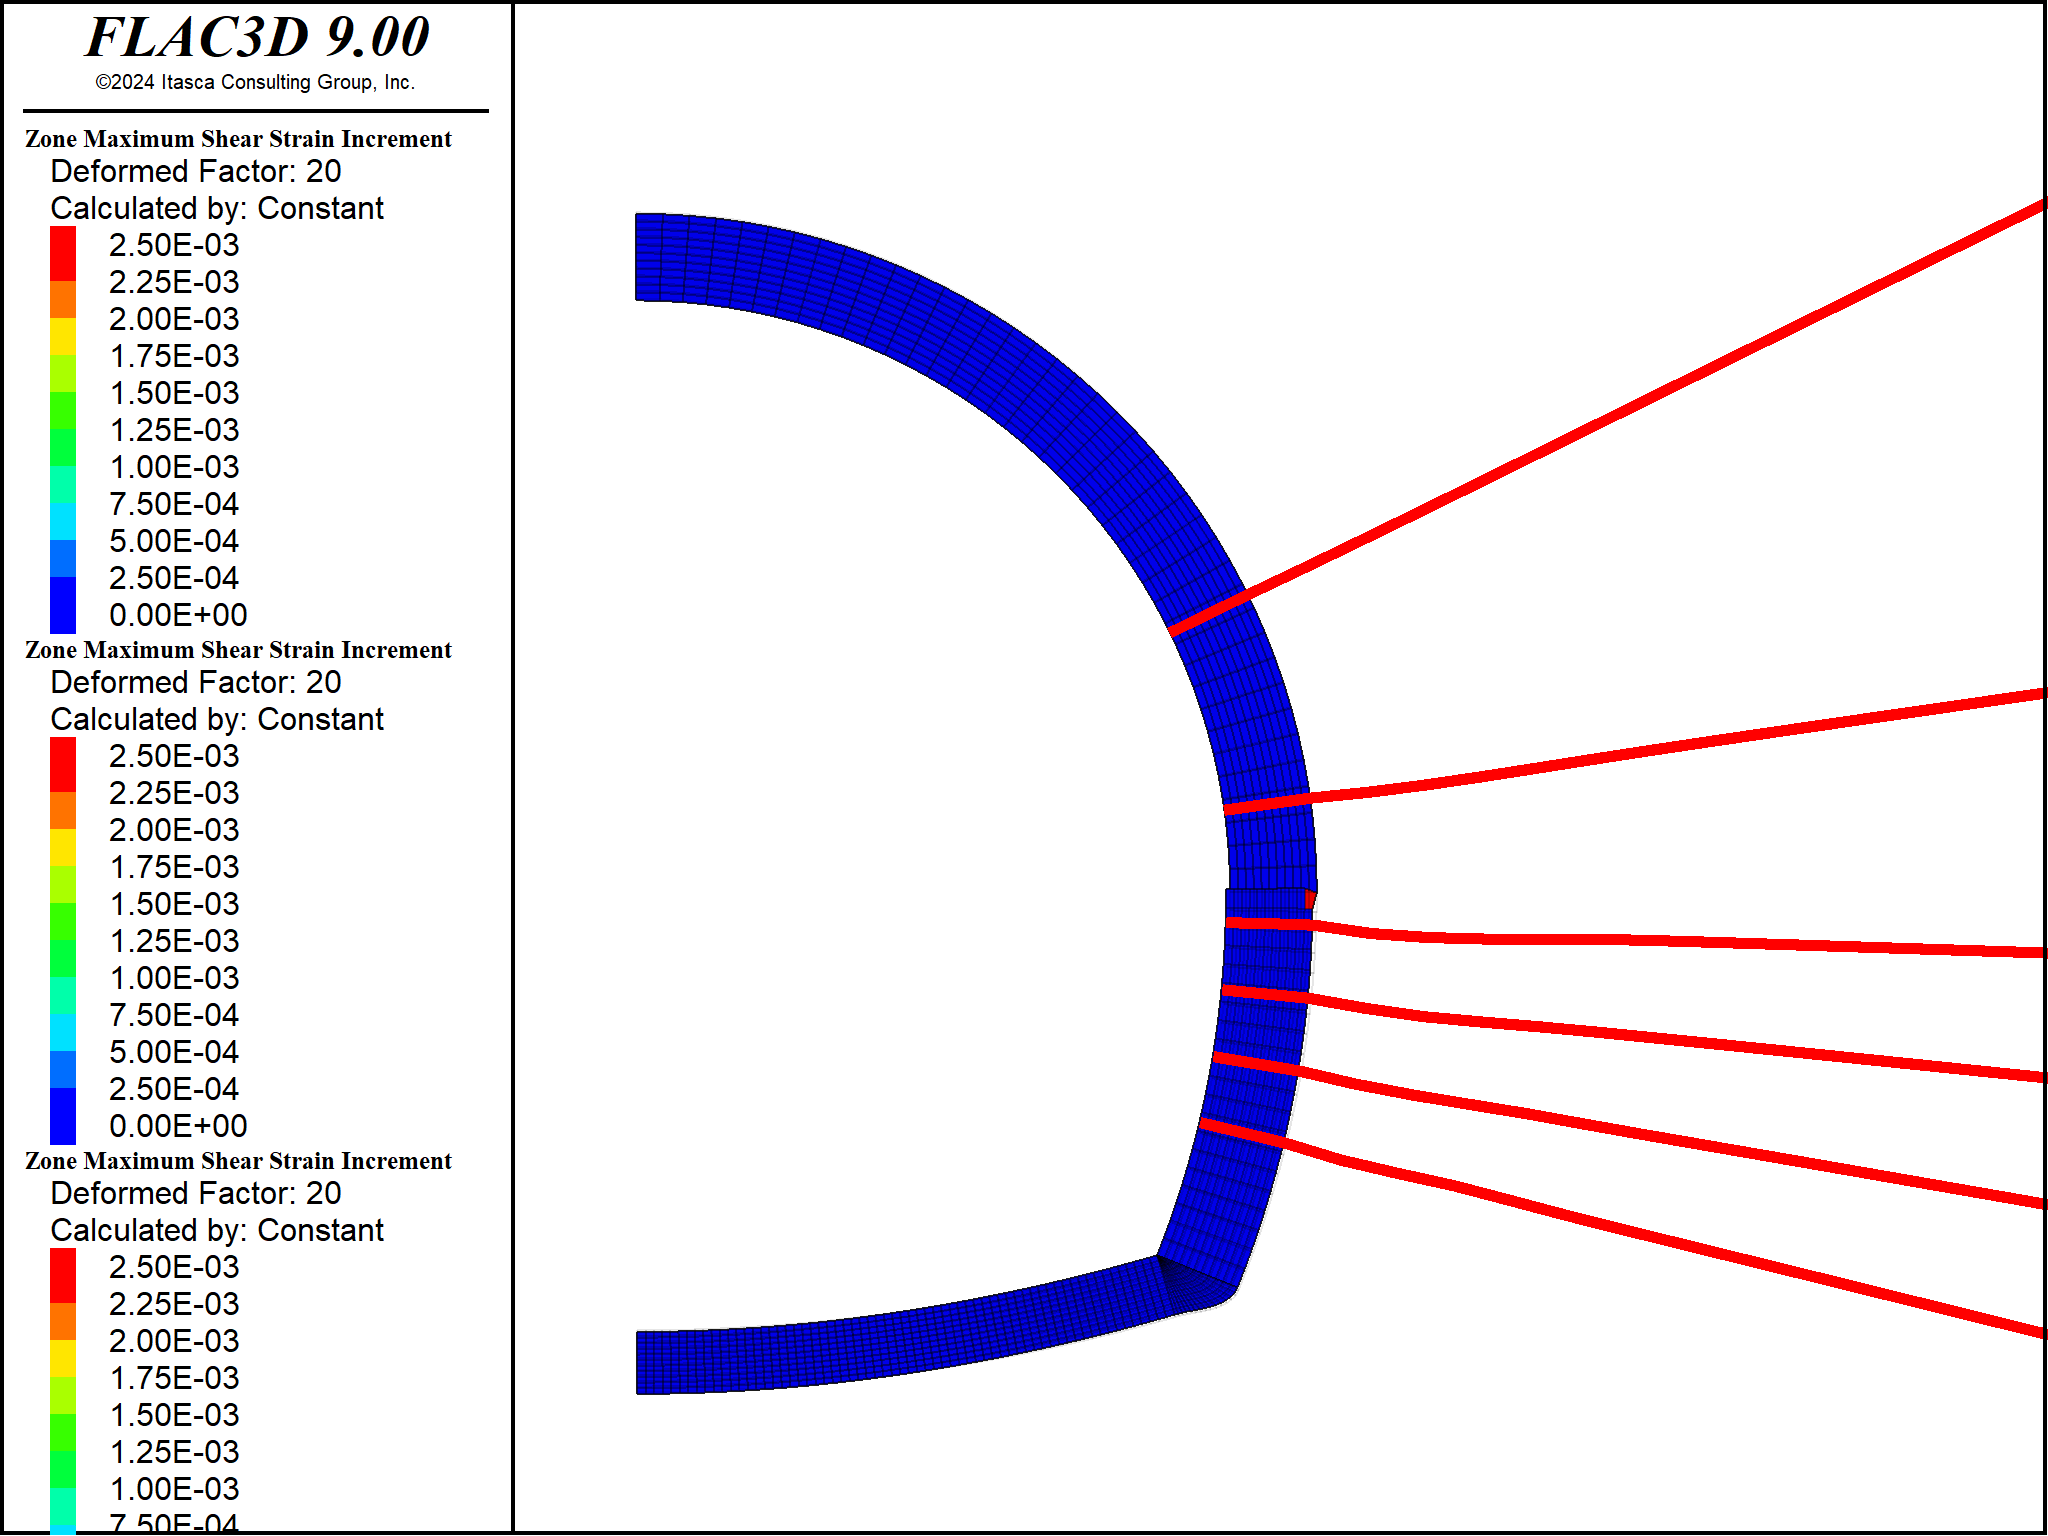 FLAC3D 9.00
©2024 Itasca Consulting Group, Inc.
Zone Maximum Shear Strain Increment
Deformed Factor: 20
Calculated by: Constant
2.50E-03
2.25E-03
2.00E-03
1.75E-03
1.50E-03
1.25E-03
1.00E-03
7.50E-04
5.00E-04
2.50E-04
0.00E+00
Zone Maximum Shear Strain Increment
Deformed Factor: 20
Calculated by: Constant
2.50E-03
2.25E-03
2.00E-03
1.75E-03
1.50E-03
1.25E-03
1.00E-03
7.50E-04
5.00E-04
2.50E-04
0.00E+00
Zone Maximum Shear Strain Increment
Deformed Factor: 20
Calculated by: Constant
2.50E-03
2.25E-03
2.00E-03
1.75E-03
1.50E-03
1.25E-03
1.00E-03
7.50E-04